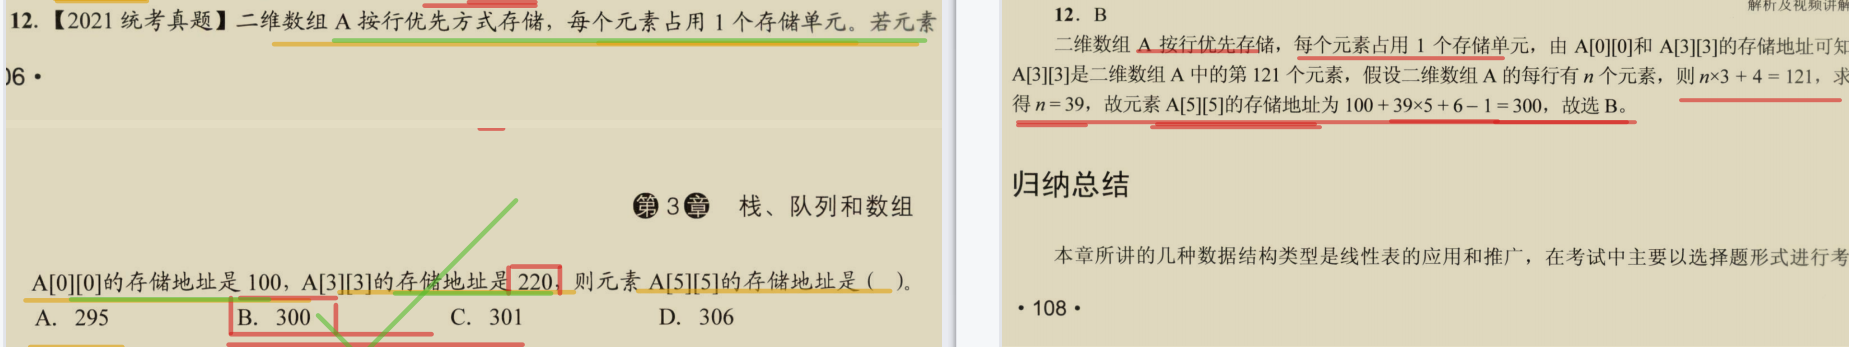 12.【2021 统考真题】二维数组 A 按行优先方式存储，每个元素占用 1 个存储单元。若元素
06 •
第 3 章 栈、队列和数组
A[0][0]的存储地址是 100，A[3][3]的存储地址是 220，则元素 A[5][5]的存储地址是（ ）。
A. 295 B. 300 C. 301 D. 306
解析及视频讲解
12. B
二维数组 A 按行优先存储，每个元素占用 1 个存储单元，由 A[0][0]和 A[3][3]的存储地址可知
A[3][3]是二维数组 A 中的第 121 个元素，假设二维数组 A 的每行有 n 个元素，则 n×3 + 4 = 121，求
得 n = 39，故元素 A[5][5]的存储地址为 100 + 39×5 + 6 − 1 = 300，故选 B。
归纳总结
本章所讲的几种数据结构类型是线性表的应用和推广，在考试中主要以选择题形式进行考
• 108 •